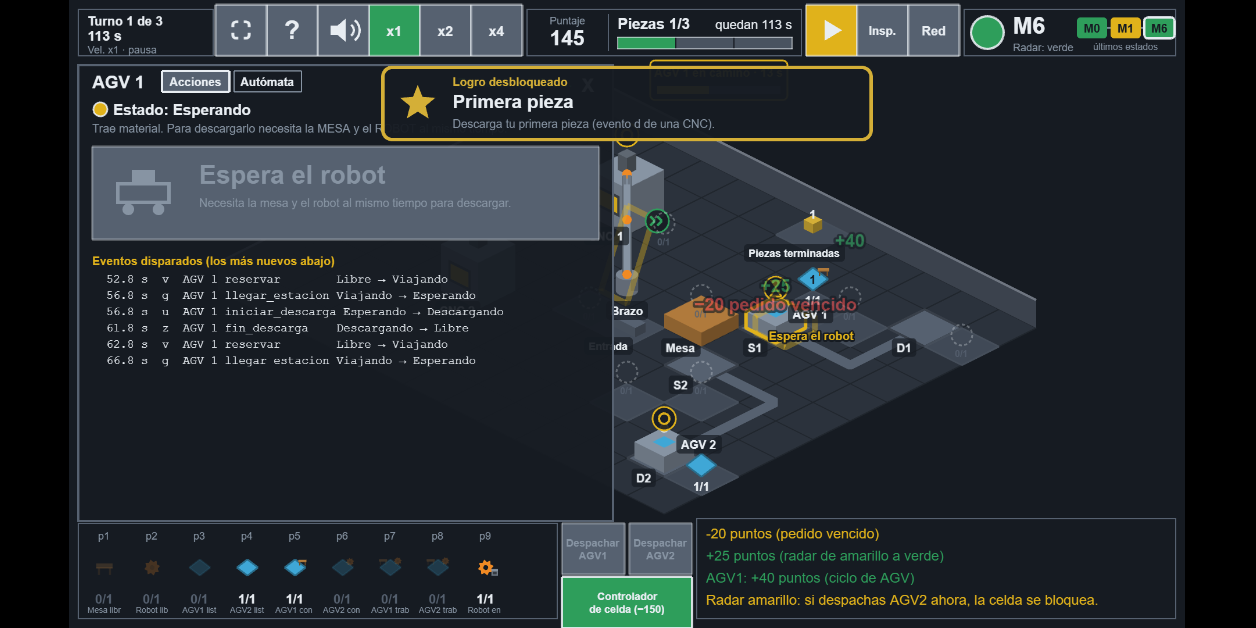 Turno 1 de 3
113 s
Vel. x1 · pausa
?
x1
x2
x4
Puntaje
145
Piezas 1/3
quedan 113 s
Insp.
Red
M6
Radar: verde
M0
M1
M6
últimos estados
AGV 1
Acciones
Autómata
Estado: Esperando
Trae material. Para descargarlo necesita la MESA y el
Logro desbloqueado
Primera pieza
Descarga tu primera pieza (evento d de una CNC).
Espera el robot
Necesita la mesa y el robot al mismo tiempo para descargar.
Eventos disparados (los más nuevos abajo)
52.8 s v AGV 1 reservar Libre → Viajando
56.8 s g AGV 1 llegar_estacion Viajando → Esperando
56.8 s u AGV 1 iniciar_descarga Esperando → Descargando
61.8 s z AGV 1 fin_descarga Descargando → Libre
62.8 s v AGV 1 reservar Libre → Viajando
66.8 s g AGV 1 llegar_estacion Viajando → Esperando
1
0/1
1
+40
Piezas terminadas
1
+25
1/1
−20 pedido vencido
Brazo
AGV 1
Espera el robot
Entrada
Mesa
S1
D1
0/1
S2
0/1
0/1
AGV 2
D2
1/1
p1
p2
p3
p4
p5
p6
p7
p8
p9
0/1
0/1
0/1
1/1
1/1
0/1
0/1
0/1
1/1
Mesa libr
Robot lib
AGV1 list
AGV2 list
AGV1 con
AGV2 con
AGV1 trab
AGV2 trab
Robot en
Despachar
AGV1
Despachar
AGV2
Controlador
de celda (−150)
-20 puntos (pedido vencido)
+25 puntos (radar de amarillo a verde)
AGV1: +40 puntos (ciclo de AGV)
Radar amarillo: si despachas AGV2 ahora, la celda se bloquea.